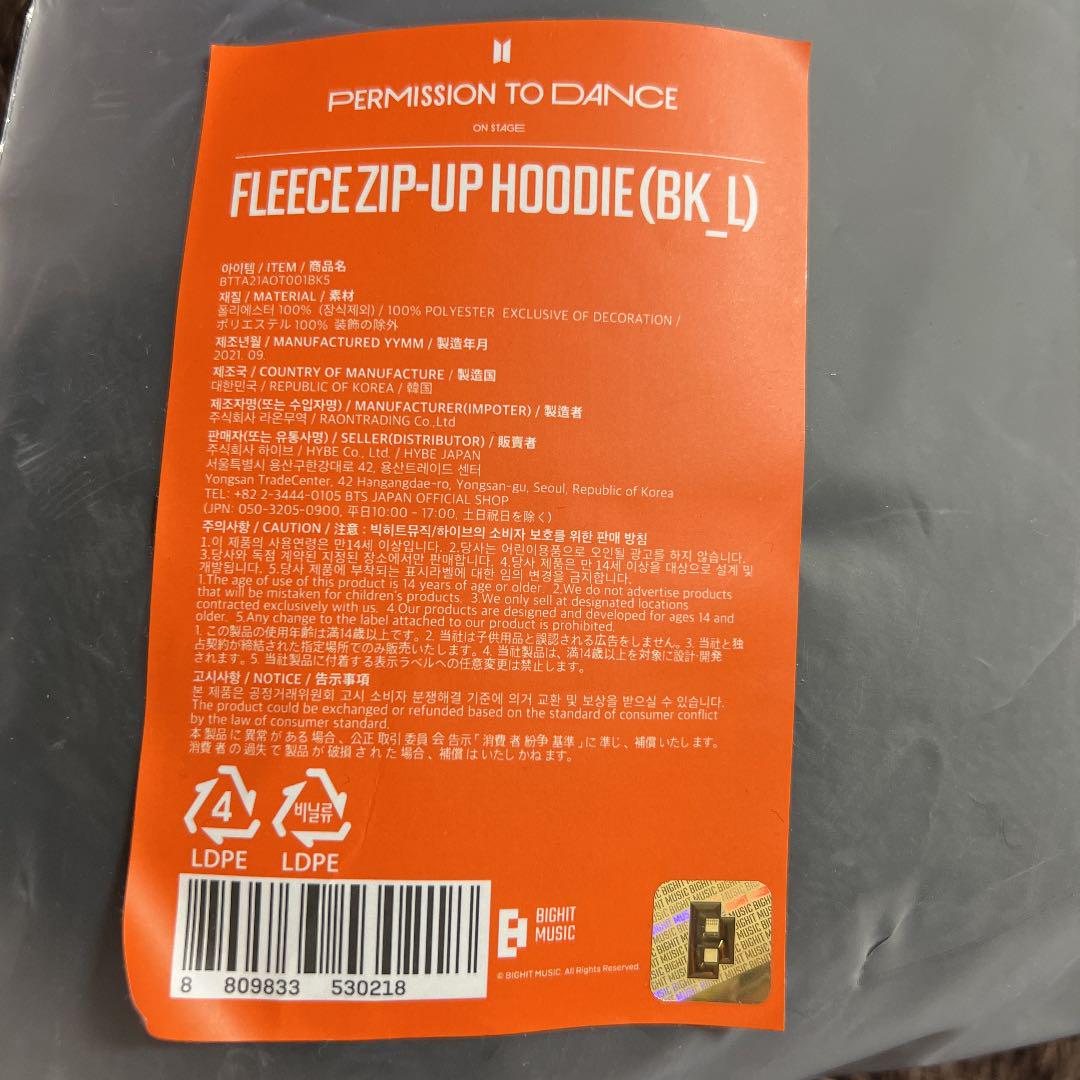 PERMISSION TO DANCE
ON STAGE
FLEECE ZIP-UP HOODIE (BK_L)
아이템 / ITEM / 商品名
BTTA21AOT001BK5
재질 / MATERIAL / 素材
폴리에스터 100% (장식제외) / 100% POLYESTER EXCLUSIVE OF DECORATION /
ポリエステル 100% 装飾の除外
제조년월 / MANUFACTURED YYMM / 製造年月
2021. 09.
제조국 / COUNTRY OF MANUFACTURE / 製造国
대한민국 / REPUBLIC OF KOREA / 韓国
제조자명(또는 수입자명) / MANUFACTURER(IMPOTER) / 製造者
주식회사 라온무역 / RAONTRADING Co.,Ltd
판매자(또는 유통사명) / SELLER(DISTRIBUTOR) / 販賣者
주식회사 하이브 / HYBE Co., Ltd. / HYBE JAPAN
서울특별시 용산구한강대로 42, 용산트레이드 센터
Yongsan TradeCenter, 42 Hangangdae-ro, Yongsan-gu, Seoul, Republic of Korea
TEL: +82 2-3444-0105 BTS JAPAN OFFICIAL SHOP
(JPN: 050-3205-0900, 平日10:00 - 17:00, 土日祝日を除く)
주의사항 / CAUTION / 注意 : 빅히트뮤직/하이브의 소비자 보호를 위한 판매 방침
1.이 제품의 사용연령은 만14세 이상입니다. 2.당사는 어린이용품으로 오인될 광고를 하지 않습니다.
3.당사와 독점 계약된 지정된 장소에서만 판매합니다. 4.당사 제품은 만 14세 이상을 대상으로 설계 및
개발됩니다. 5.당사 제품에 부착되는 표시라벨에 대한 임의 변경을 금지합니다.
1.The age of use of this product is 14 years of age or older. 2.We do not advertise products
that will be mistaken for children's products. 3.We only sell at designated locations
contracted exclusively with us. 4.Our products are designed and developed for ages 14 and
older. 5.Any change to the label attached to our product is prohibited.
1. この製品の使用年齢は満14歳以上です。2. 当社は子供用品と誤認される広告をしません。3. 当社と独
占契約が締結された指定場所でのみ販売いたします。4. 当社製品は、満14歳以上を対象に設計·開発
されます。5. 当社製品に付着する表示ラベルへの任意変更は禁止します。
고시사항 / NOTICE / 告示事項
본 제품은 공정거래위원회 고시 소비자 분쟁해결 기준에 의거 교환 및 보상을 받으실 수 있습니다.
The product could be exchanged or refunded based on the standard of consumer conflict
by the law of consumer standard.
本製品に異常がある場合、公正取引委員会告示「消費者紛争基準」に準じ、補償いたします。
消費者の過失で製品が破損された場合、補償はいたしかねます。
4 비닐류
LDPE LDPE
8 809833 530218
BIGHIT
MUSIC
© BIGHIT MUSIC. All Rights Reserved.